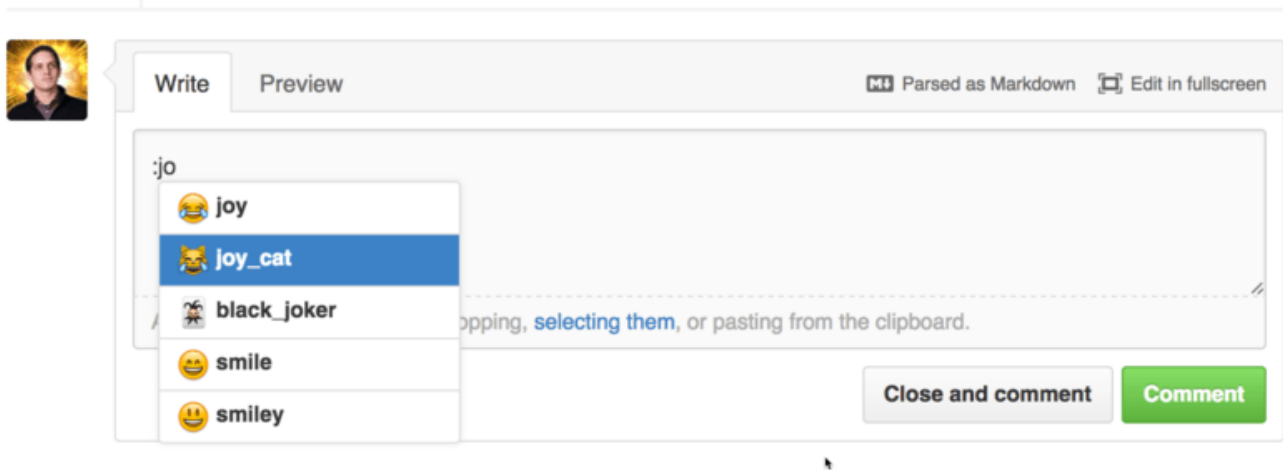 Write Preview Parsed as Markdown Edit in fullscreen
:jo
joy
joy_cat
black_joker
opping, selecting them, or pasting from the clipboard.
smile
smiley
Close and comment Comment